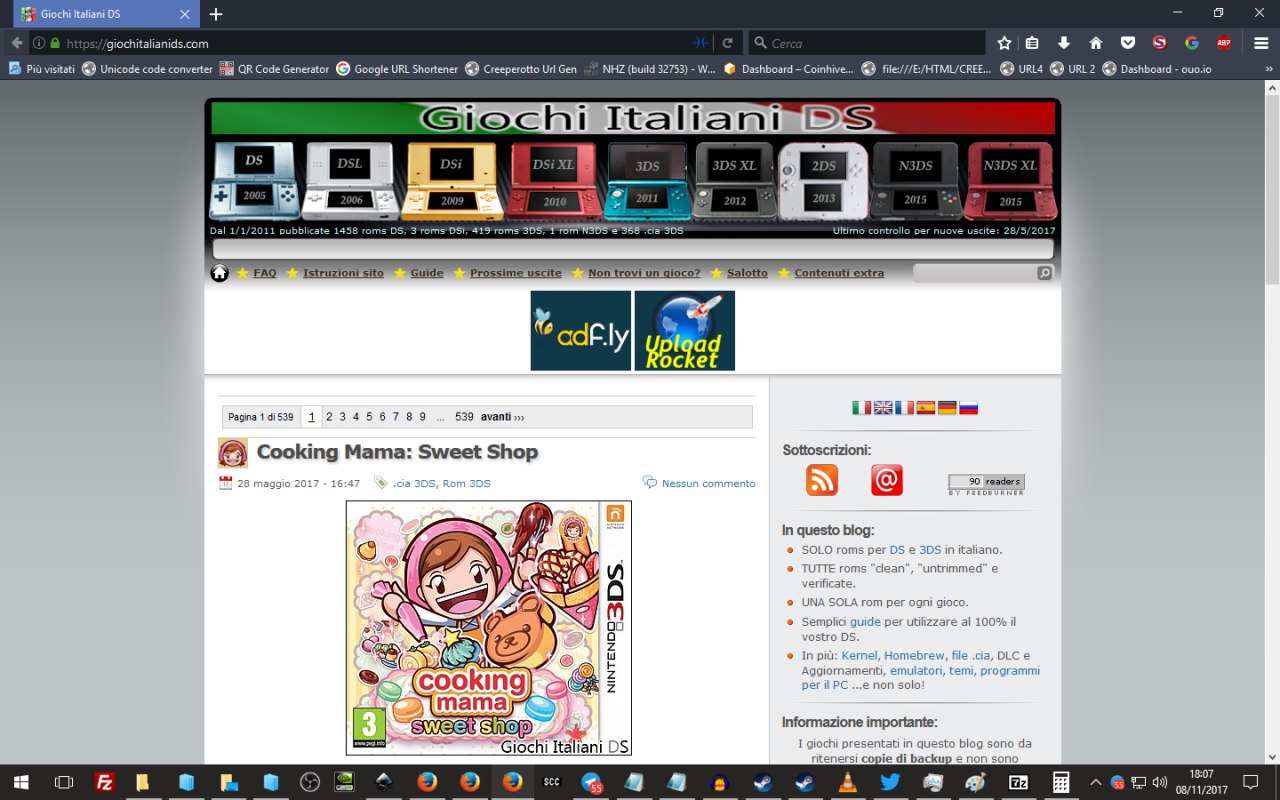 Giochi Italiani DS
https://giochitalianids.com
Cerca
Più visitati Unicode code converter QR Code Generator Google URL Shortener Creeperotto Url Gen NHZ (build 32753) - W... Dashboard – Coinhive... file:///E:/HTML/CREE... URL4 URL 2 Dashboard - ouo.io »
Giochi Italiani DS
DS DSL DSi DSi XL 3DS 3DS XL 2DS N3DS N3DS XL
2005 2006 2009 2010 2011 2012 2013 2015 2015
Dal 1/1/2011 pubblicate 1458 roms DS, 3 roms DSi, 419 roms 3DS, 1 rom N3DS e 368 .cia 3DS Ultimo controllo per nuove uscite: 28/5/2017
FAQ Istruzioni sito Guide Prossime uscite Non trovi un gioco? Salotto Contenuti extra
adf.ly Upload
Rocket
Pagina 1 di 539 1 2 3 4 5 6 7 8 9 ... 539 avanti ›››
Cooking Mama: Sweet Shop
28 maggio 2017 - 16:47 .cia 3DS, Rom 3DS Nessun commento
cooking
mama
sweet shop
NINTENDO 3DS
NINTENDO
NETWORK
3
www.pegi.info
Giochi Italiani DS
Sottoscrizioni:
90 readers
BY FEEDBURNER
In questo blog:
SOLO roms per DS e 3DS in italiano.
TUTTE roms "clean", "untrimmed" e
verificate.
UNA SOLA rom per ogni gioco.
Semplici guide per utilizzare al 100% il
vostro DS.
In più: Kernel, Homebrew, file .cia, DLC e
Aggiornamenti, emulatori, temi, programmi
per il PC ...e non solo!
Informazione importante:
I giochi presentati in questo blog sono da
ritenersi copie di backup e non sono
Fz SCC 55 7z
18:07
08/11/2017
ABP